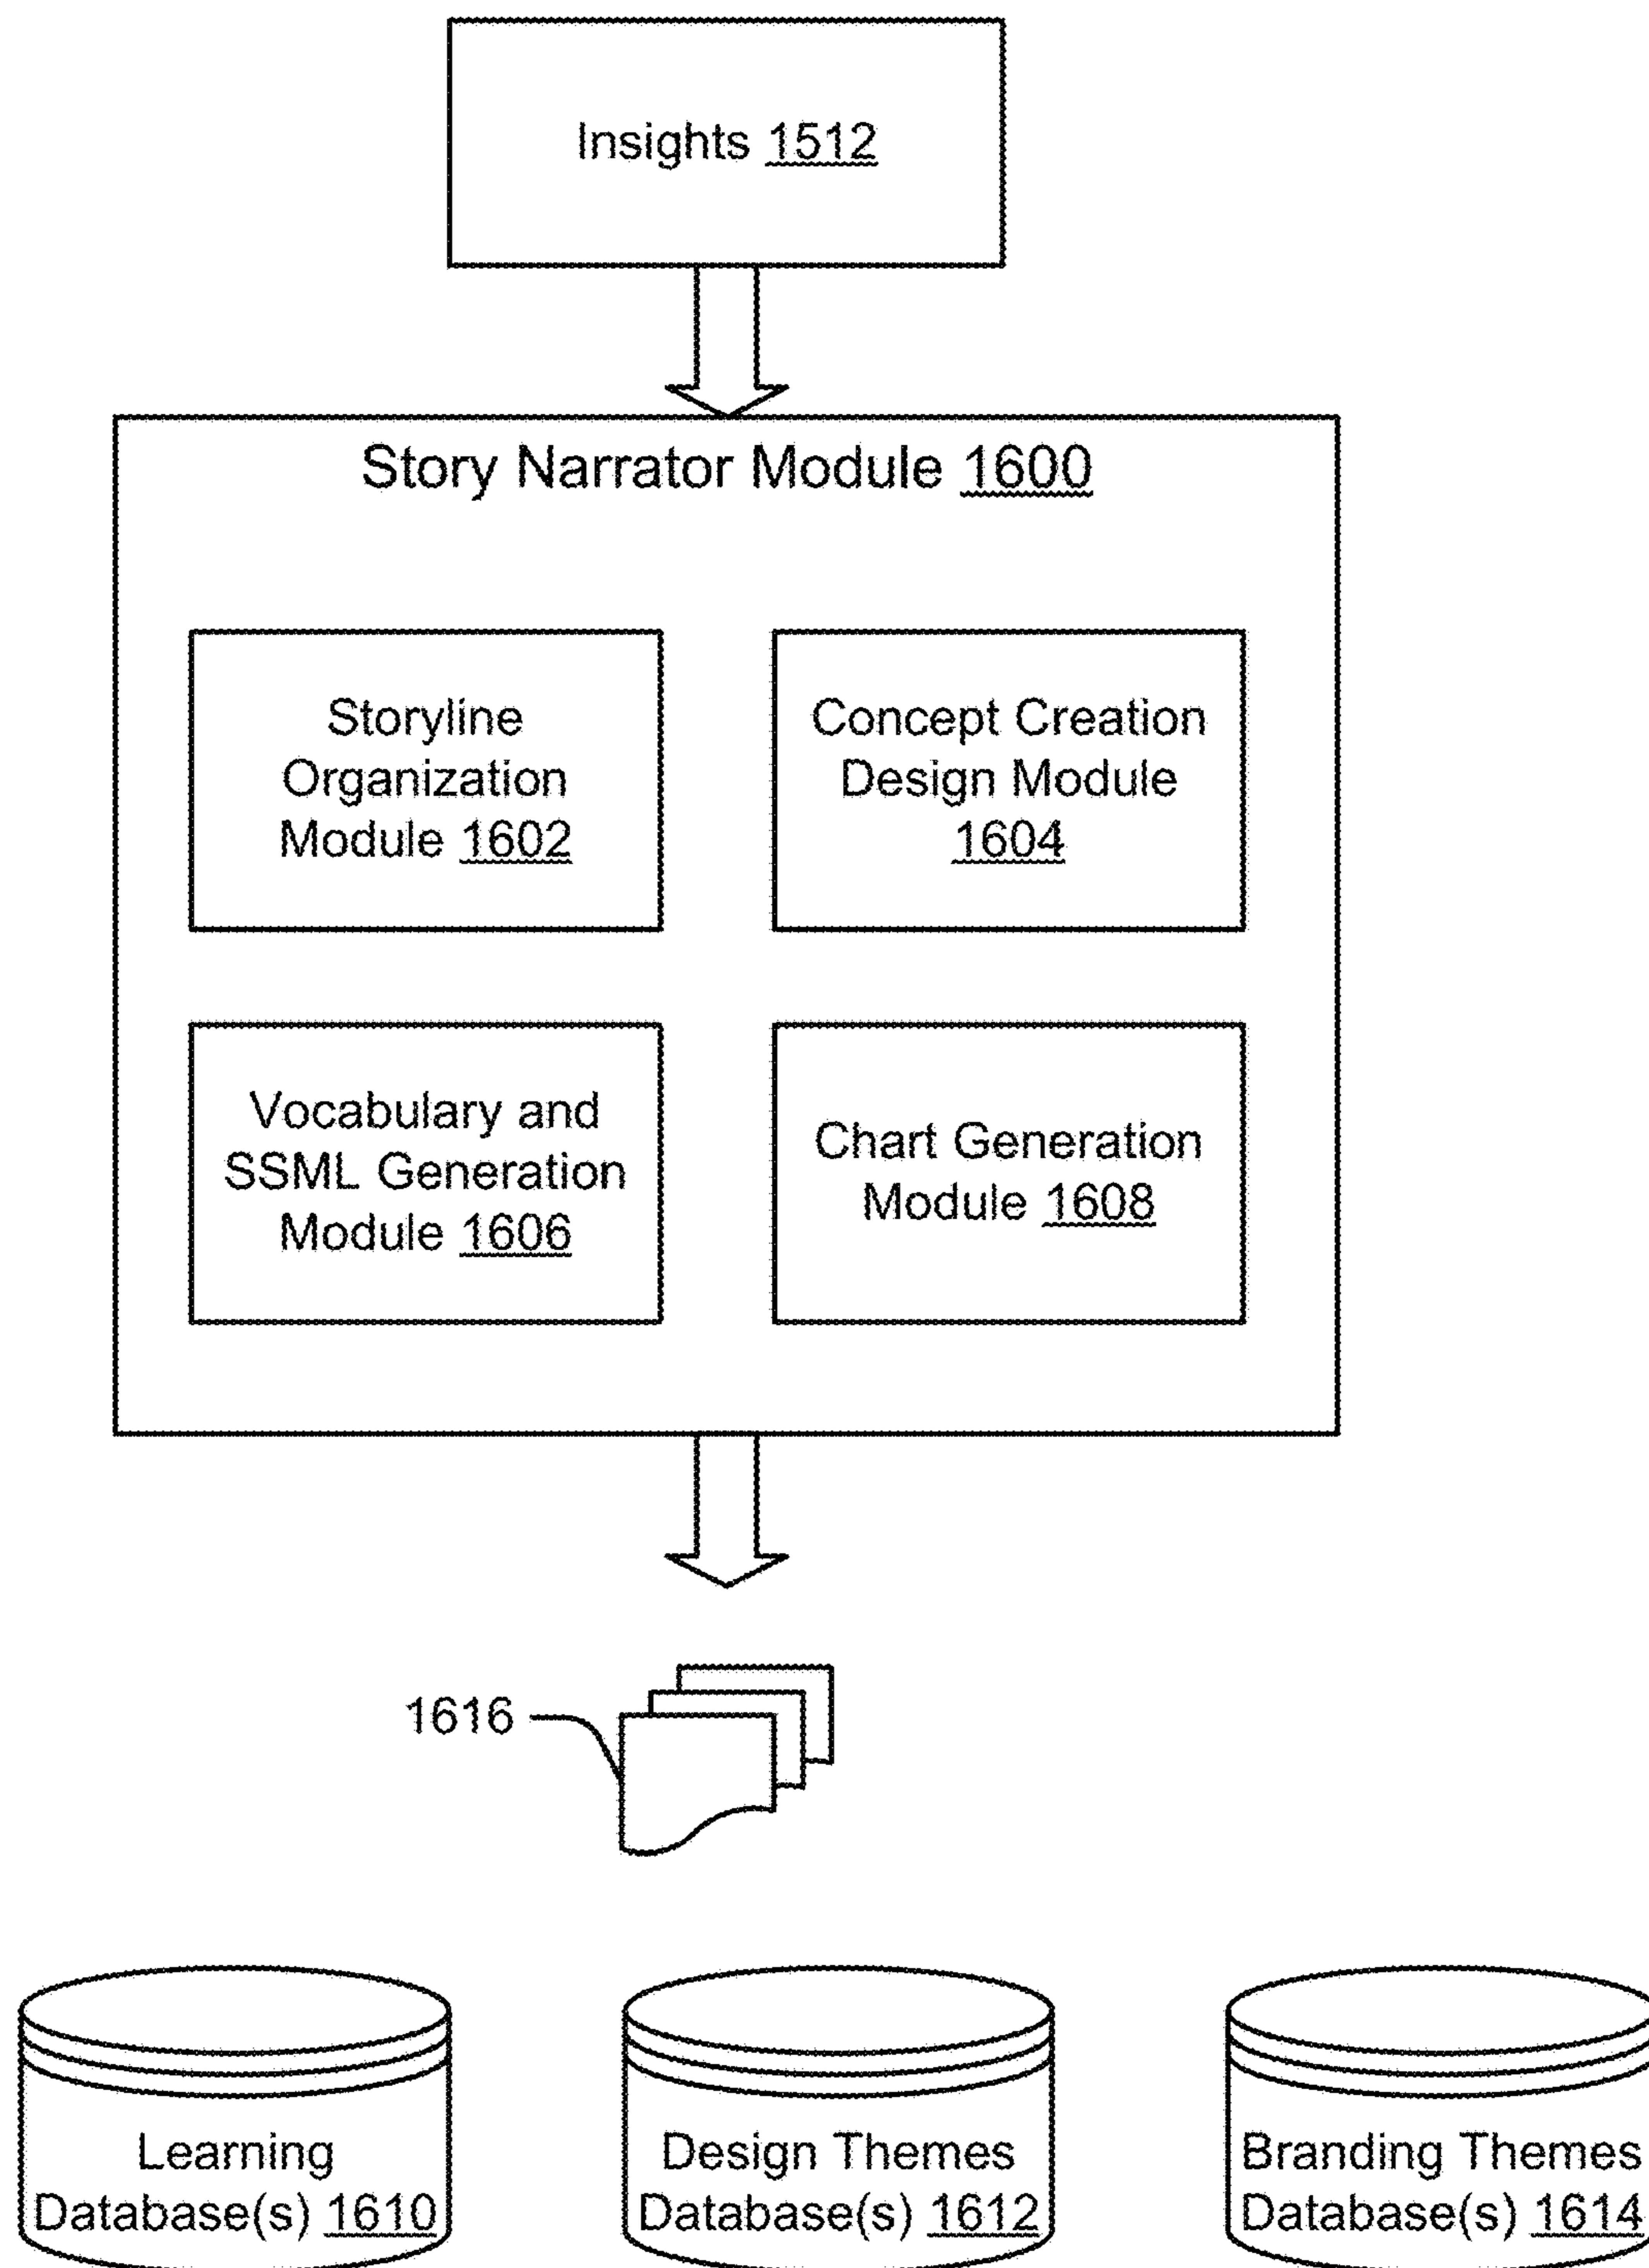 Insights 1512
Story Narrator Module 1600
Storyline
Organization
Module 1602
Concept Creation
Design Module
1604
Vocabulary and
SSML Generation
Module 1606
Chart Generation
Module 1608
1616
Learning
Database(s) 1610
Design Themes
Database(s) 1612
Branding Themes
Database(s) 1614